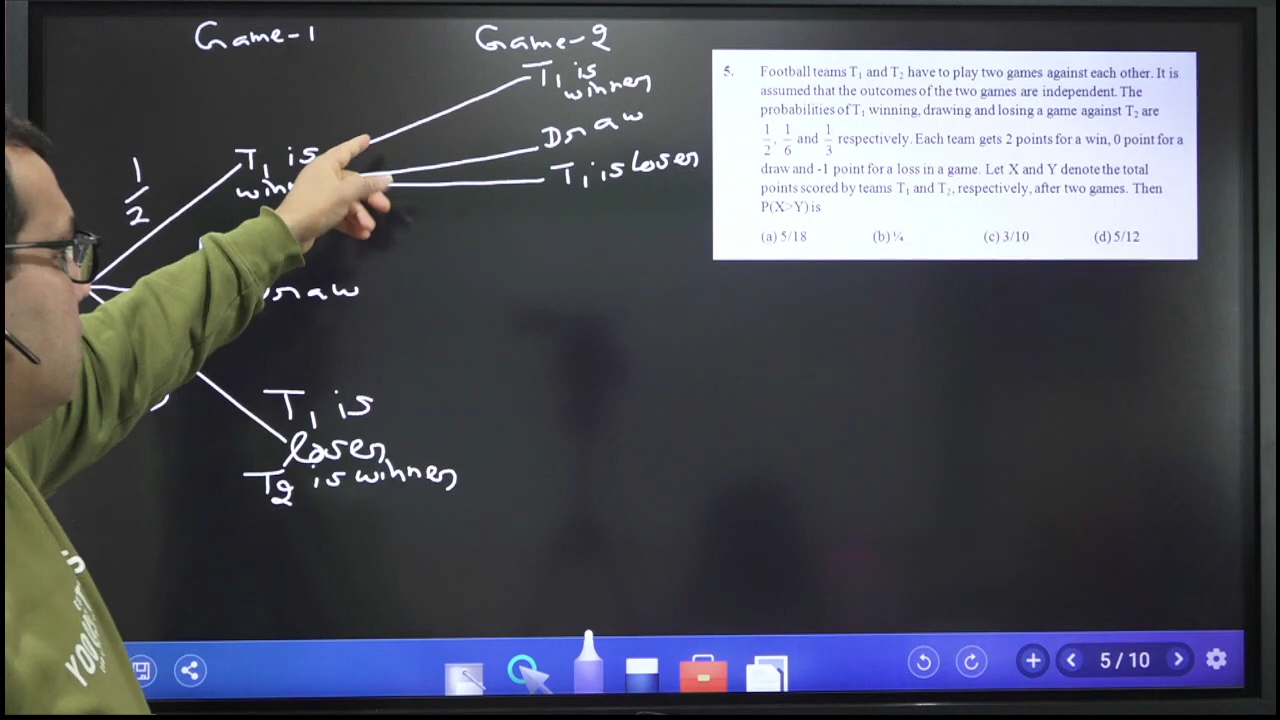 Game-1
Game-2
T₁ is
winner
Draw
T₁ is loser
1
2
T₁ is
Draw
T₁ is
loser
T₂ is winner
5. Football teams T₁ and T₂ have to play two games against each other. It is
assumed that the outcomes of the two games are independent. The
probabilities of T₁ winning, drawing and losing a game against T₂ are
1/2, 1/6 and 1/3 respectively. Each team gets 2 points for a win, 0 point for a
draw and -1 point for a loss in a game. Let X and Y denote the total
points scored by teams T₁ and T₂, respectively, after two games. Then
P(X>Y) is
(a) 5/18 (b) ¼ (c) 3/10 (d) 5/12
5 / 10